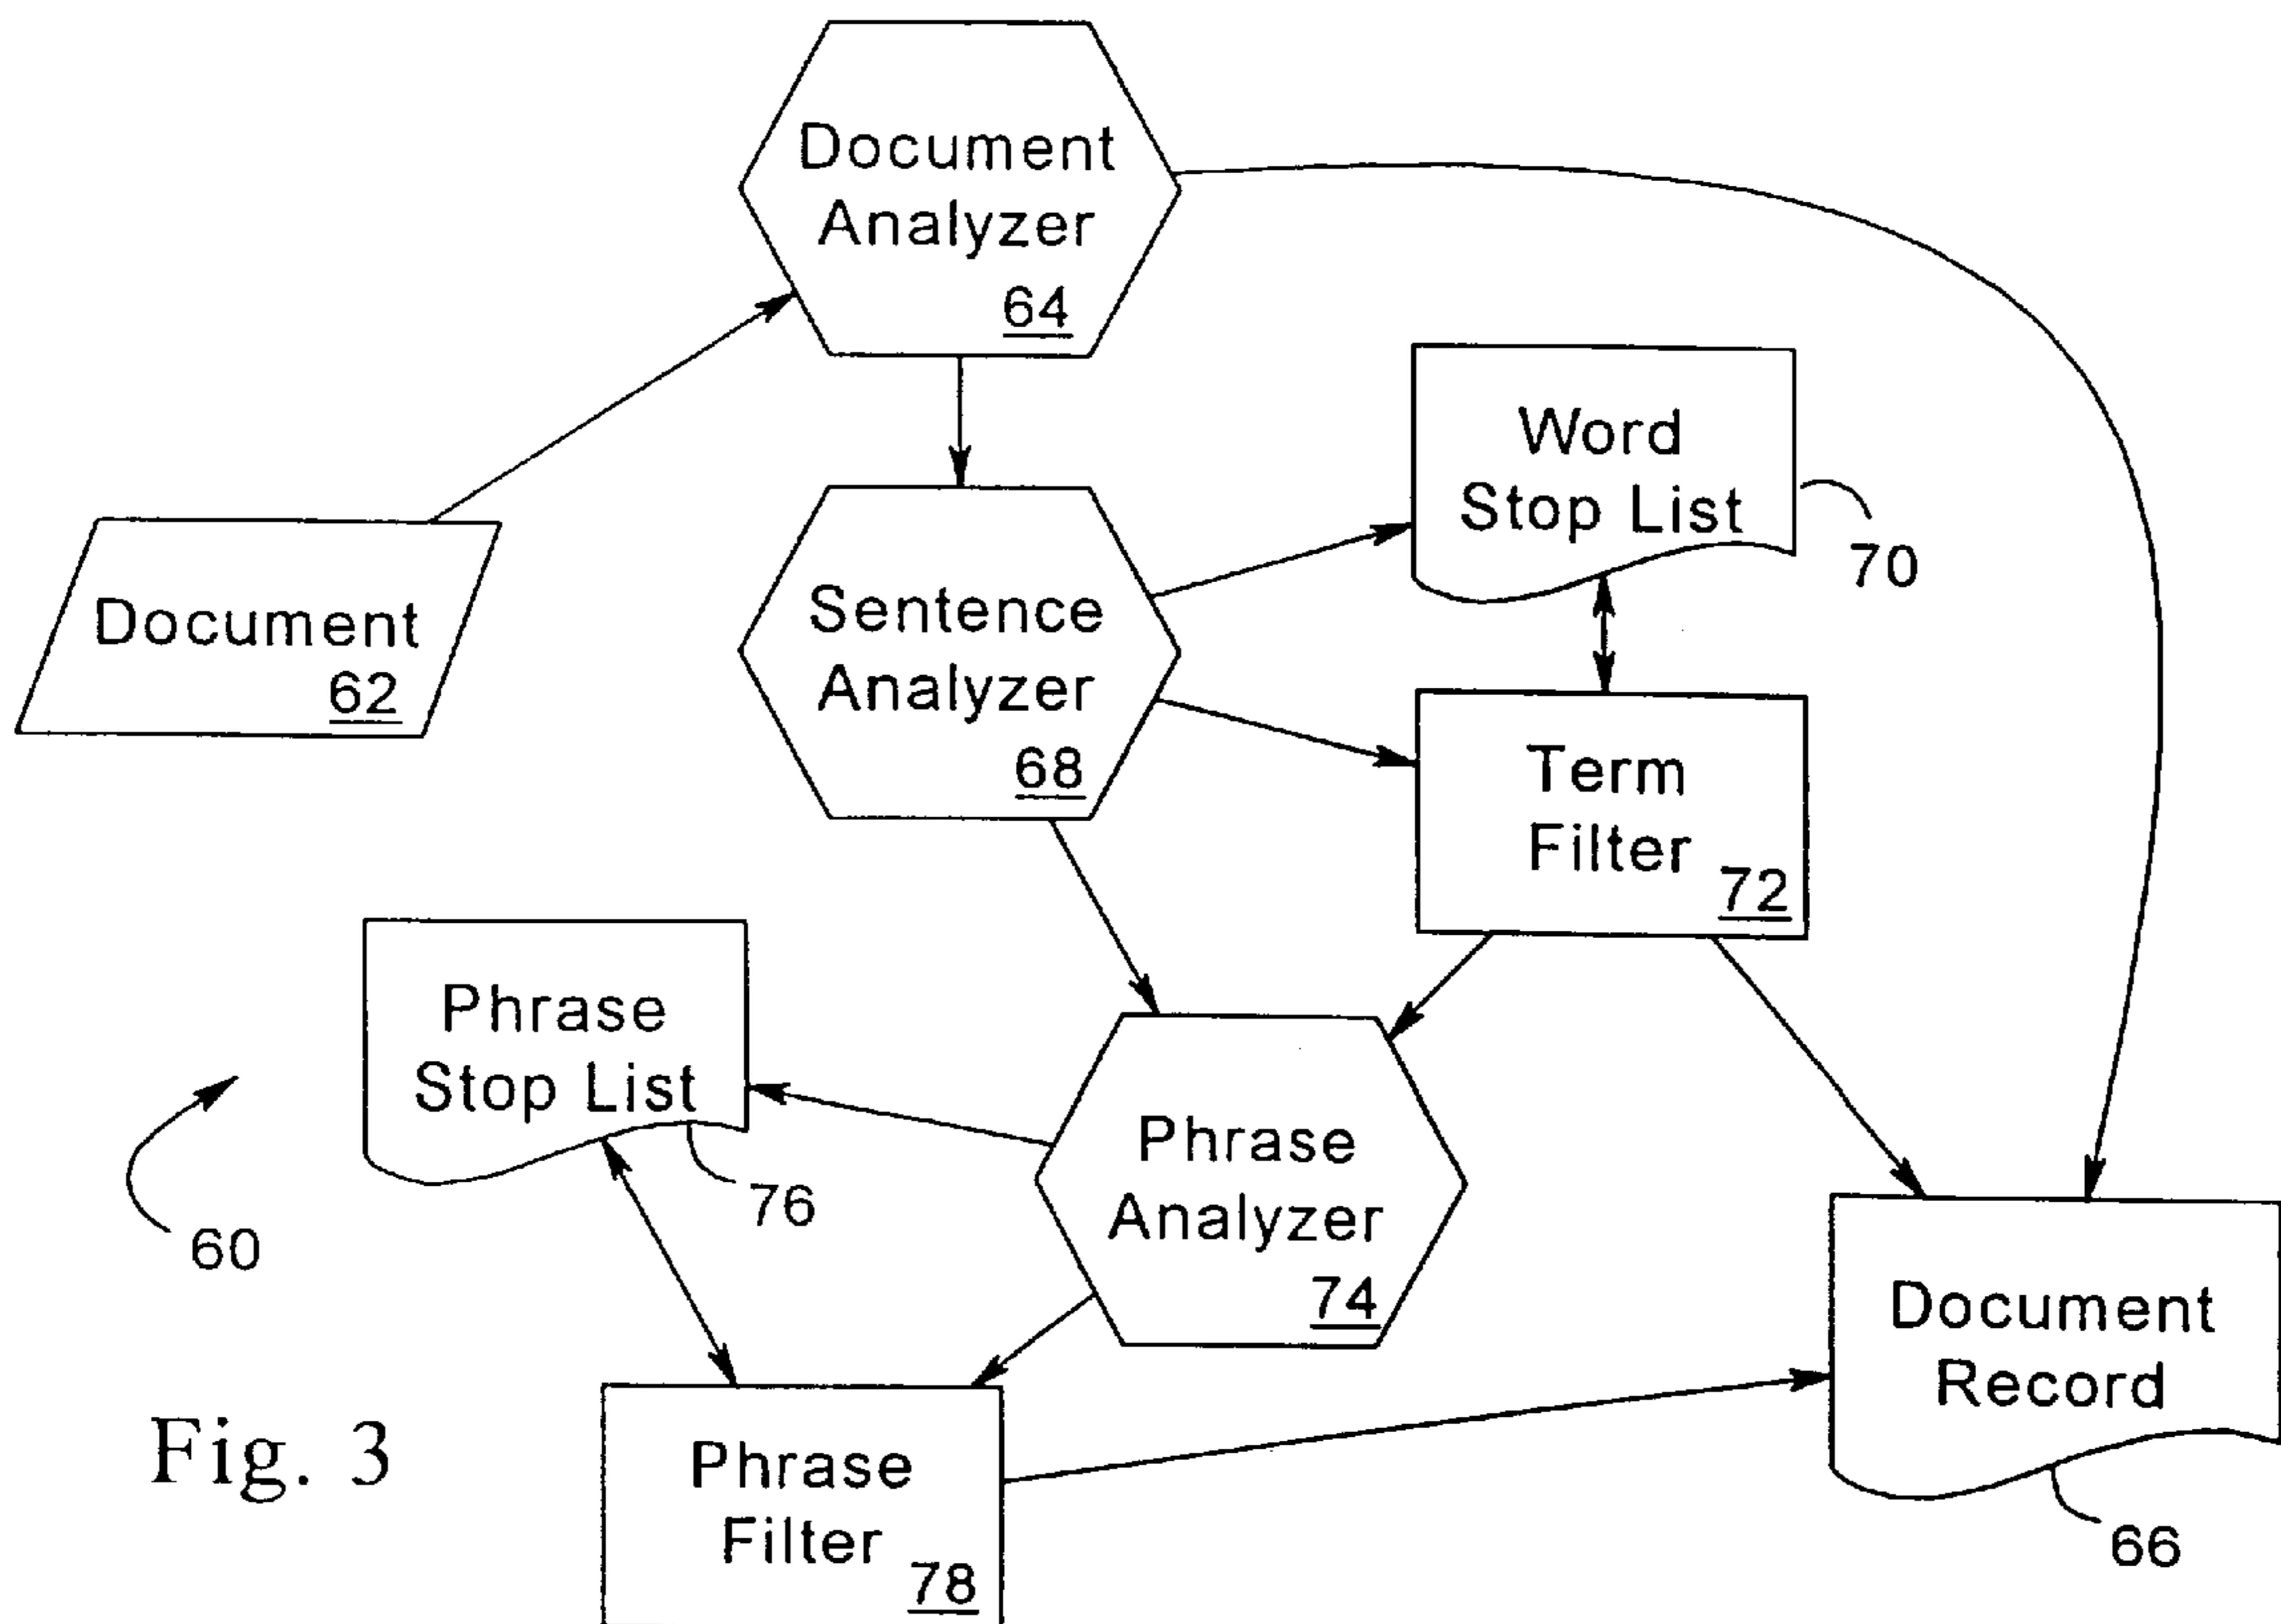 Document
Analyzer
64
Word
Stop List
70
Document
62
Sentence
Analyzer
68
Term
Filter
72
Phrase
Stop List
76
60
Phrase
Analyzer
74
Document
Record
66
Fig. 3
Phrase
Filter
78